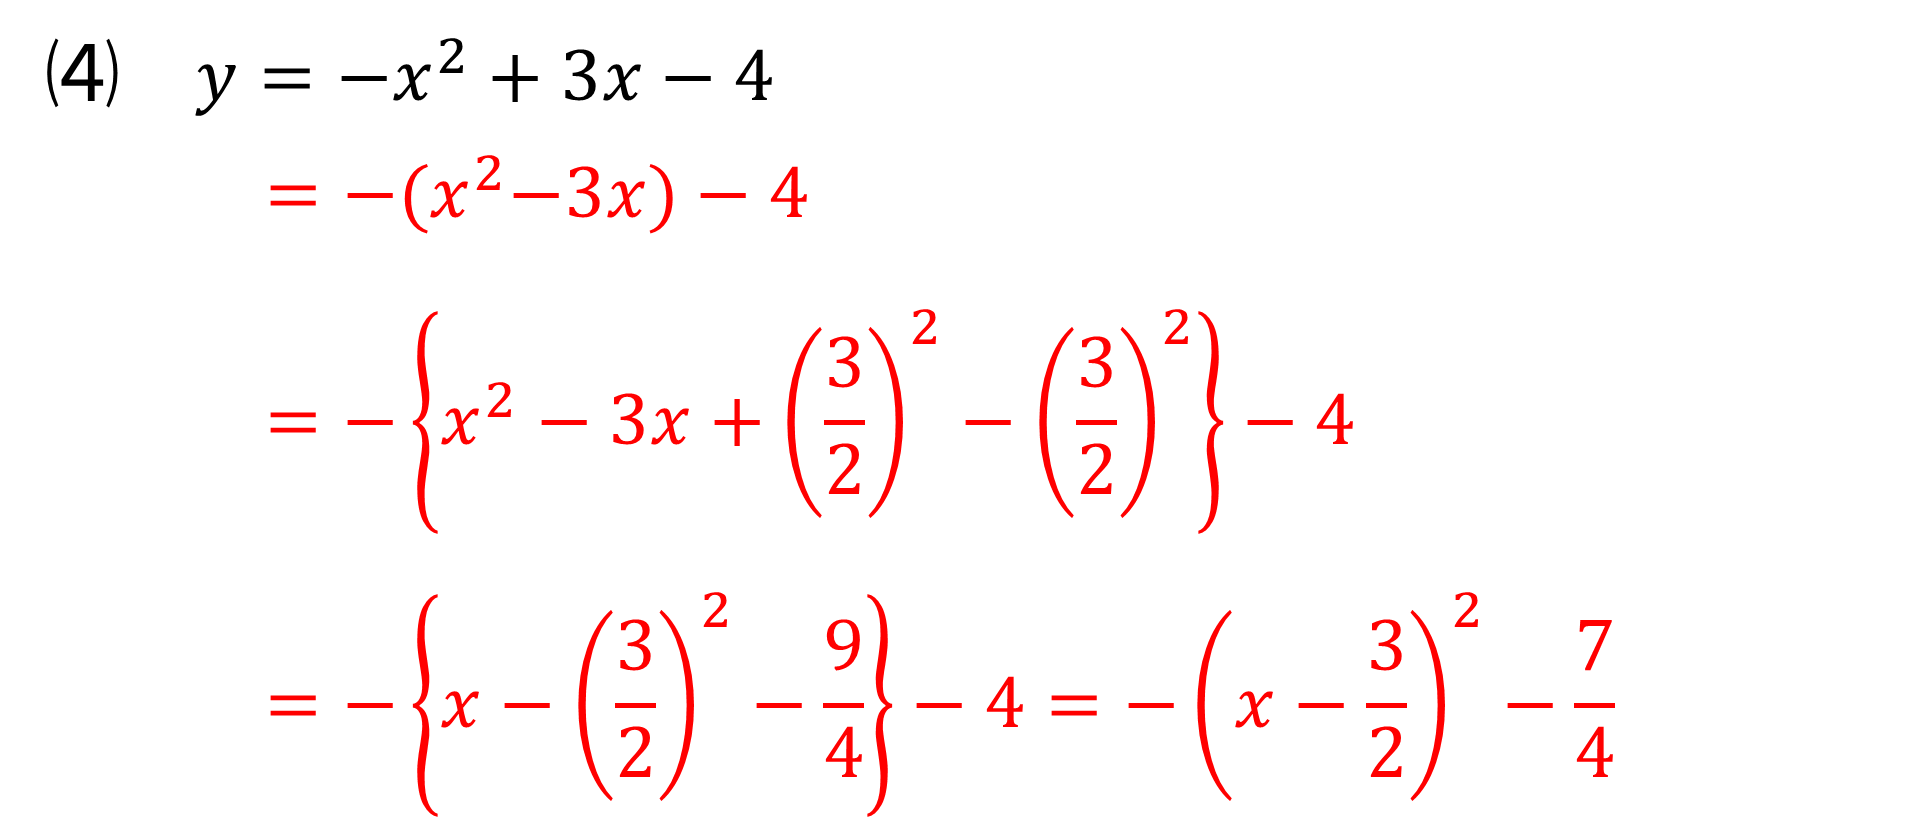 (4) y = −x² + 3x − 4
= −(x²−3x) − 4
= −{x² − 3x + (3/2)² − (3/2)²} − 4
= −{x − (3/2)² − 9/4} − 4 = −(x − 3/2)² − 7/4